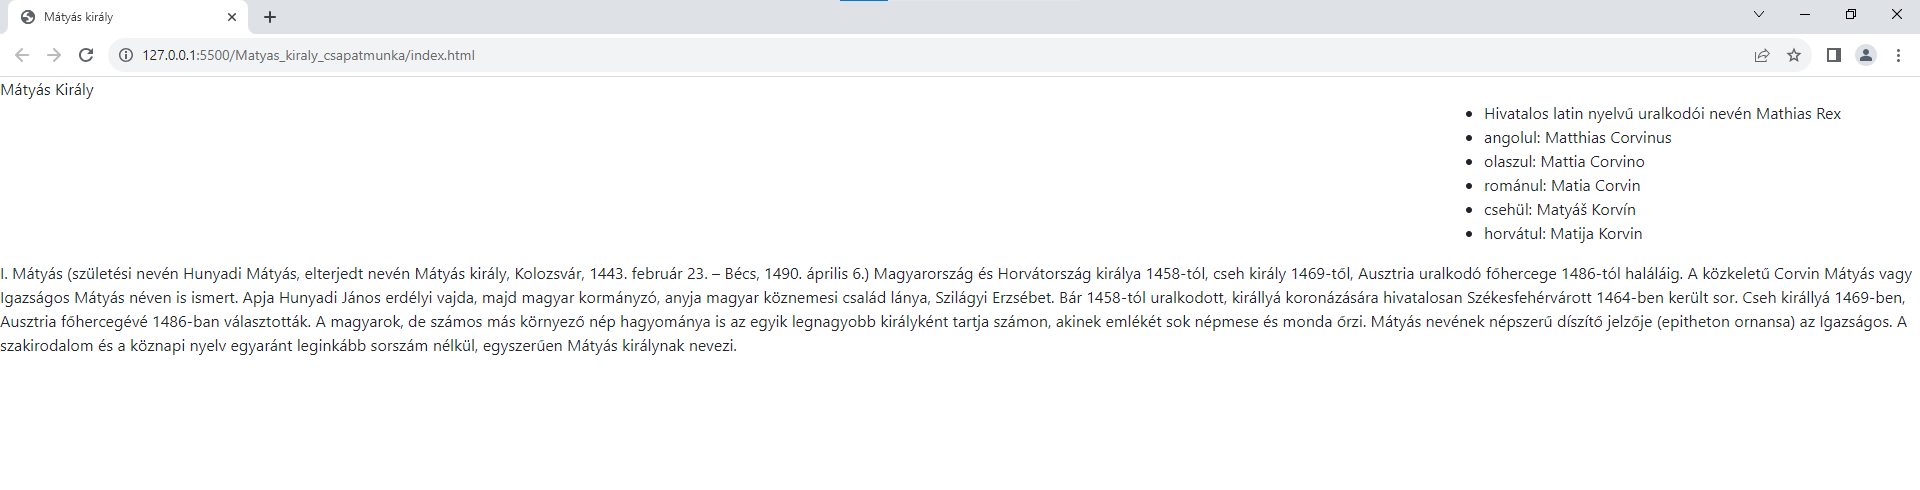 Mátyás király
127.0.0.1:5500/Matyas_kiraly_csapatmunka/index.html
Mátyás Király
Hivatalos latin nyelvű uralkodói nevén Mathias Rex
angolul: Matthias Corvinus
olaszul: Mattia Corvino
románul: Matia Corvin
csehül: Matyáš Korvín
horvátul: Matija Korvin
I. Mátyás (születési nevén Hunyadi Mátyás, elterjedt nevén Mátyás király, Kolozsvár, 1443. február 23. – Bécs, 1490. április 6.) Magyarország és Horvátország királya 1458-tól, cseh király 1469-től, Ausztria uralkodó főhercege 1486-tól haláláig. A közkeletű Corvin Mátyás vagy
Igazságos Mátyás néven is ismert. Apja Hunyadi János erdélyi vajda, majd magyar kormányzó, anyja magyar köznemesi család lánya, Szilágyi Erzsébet. Bár 1458-tól uralkodott, királlyá koronázására hivatalosan Székesfehérvárott 1464-ben került sor. Cseh királlyá 1469-ben,
Ausztria főhercegévé 1486-ban választották. A magyarok, de számos más környező nép hagyománya is az egyik legnagyobb királyként tartja számon, akinek emlékét sok népmese és monda őrzi. Mátyás nevének népszerű díszítő jelzője (epitheton ornansa) az Igazságos. A
szakirodalom és a köznapi nyelv egyaránt leginkább sorszám nélkül, egyszerűen Mátyás királynak nevezi.